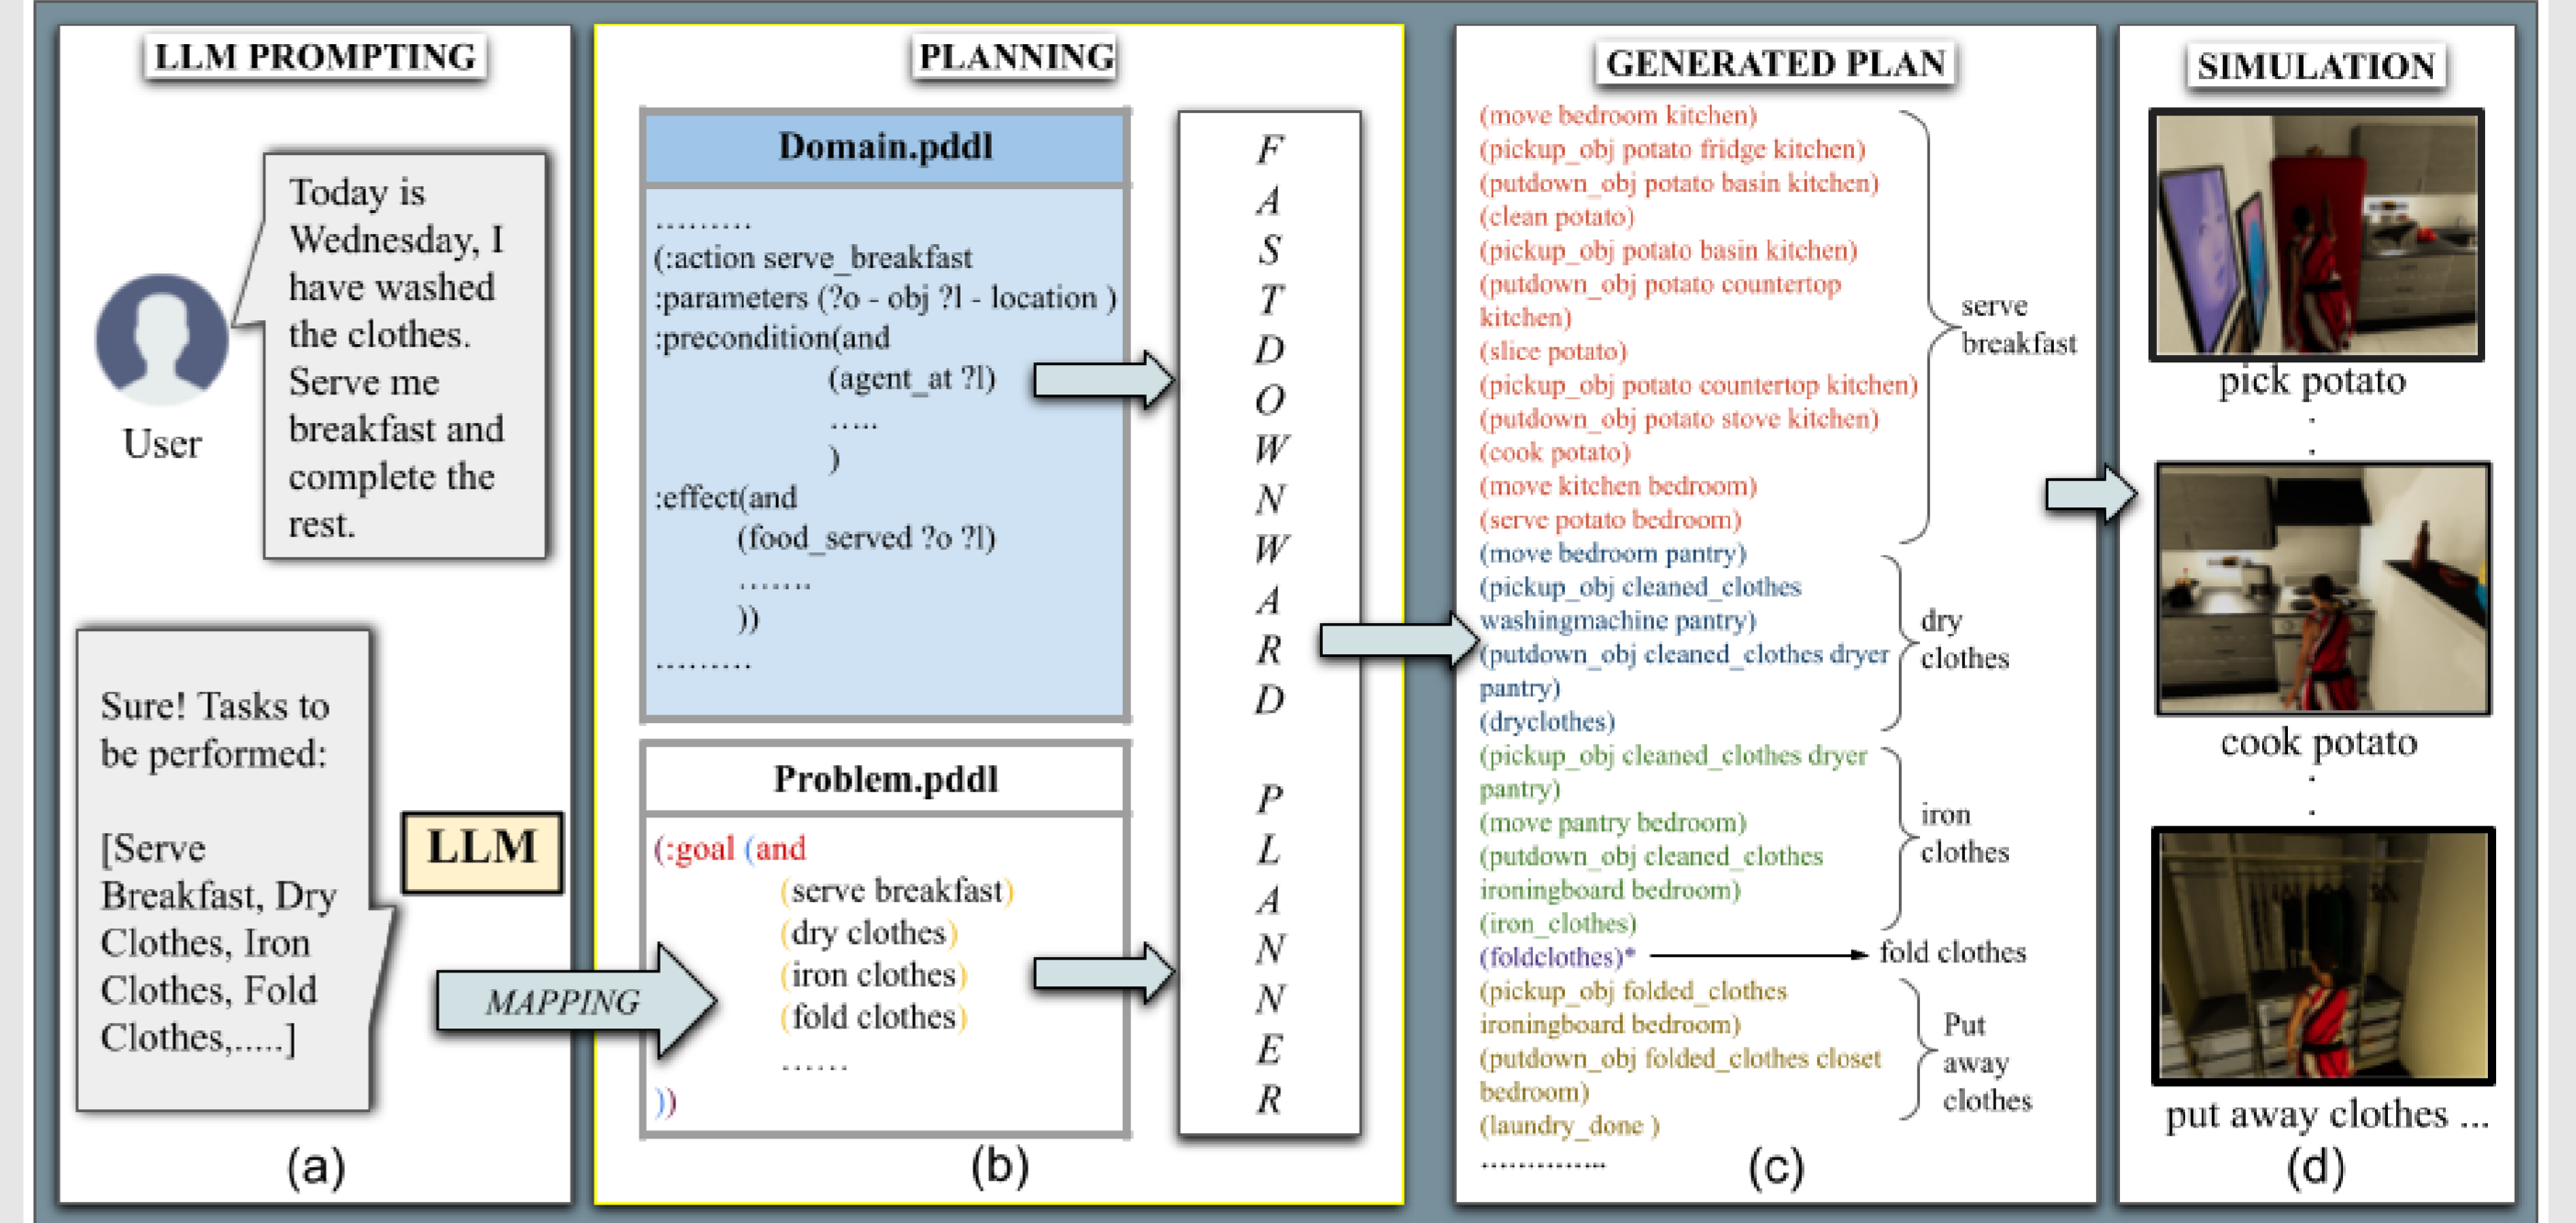 LLM PROMPTING
Today is
Wednesday, I
have washed
the clothes.
Serve me
breakfast and
complete the
rest.
User
Sure! Tasks to
be performed:
[Serve
Breakfast, Dry
Clothes, Iron
Clothes, Fold
Clothes,.....]
LLM
MAPPING
(a)
PLANNING
Domain.pddl
.........
(:action serve_breakfast
:parameters (?o - obj ?l - location )
:precondition(and
(agent_at ?l)
.....
)
:effect(and
(food_served ?o ?l)
.......
))
.........
Problem.pddl
(:goal (and
(serve breakfast)
(dry clothes)
(iron clothes)
(fold clothes)
......
))
F
A
S
T
D
O
W
N
W
A
R
D
P
L
A
N
N
E
R
(b)
GENERATED PLAN
(move bedroom kitchen)
(pickup_obj potato fridge kitchen)
(putdown_obj potato basin kitchen)
(clean potato)
(pickup_obj potato basin kitchen)
(putdown_obj potato countertop
kitchen)
(slice potato)
(pickup_obj potato countertop kitchen)
(putdown_obj potato stove kitchen)
(cook potato)
(move kitchen bedroom)
(serve potato bedroom)
serve
breakfast
(move bedroom pantry)
(pickup_obj cleaned_clothes
washingmachine pantry)
(putdown_obj cleaned_clothes dryer
pantry)
(dryclothes)
dry
clothes
(pickup_obj cleaned_clothes dryer
pantry)
(move pantry bedroom)
(putdown_obj cleaned_clothes
ironingboard bedroom)
(iron_clothes)
iron
clothes
(foldclothes)*
fold clothes
(pickup_obj folded_clothes
ironingboard bedroom)
(putdown_obj folded_clothes closet
bedroom)
(laundry_done )
Put
away
clothes
..............
(c)
SIMULATION
pick potato
.
.
cook potato
.
.
put away clothes ...
(d)